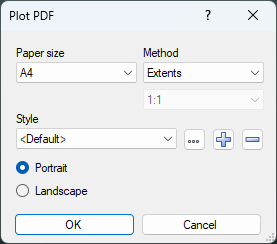 Plot PDF
?
Paper size
Method
A4
Extents
1:1
Style
<Default>
...
Portrait
Landscape
OK
Cancel